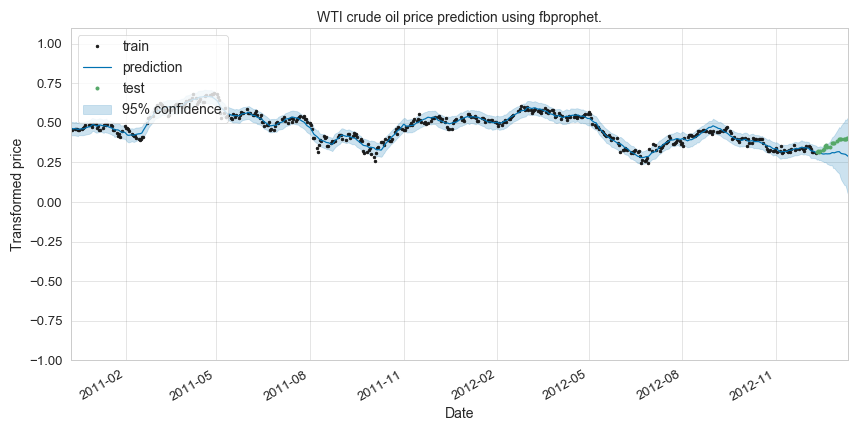 WTI crude oil price prediction using fbprophet.
train
prediction
test
95% confidence
Transformed price
1.00
0.75
0.50
0.25
0.00
−0.25
−0.50
−0.75
−1.00
2011-02
2011-05
2011-08
2011-11
2012-02
2012-05
2012-08
2012-11
Date